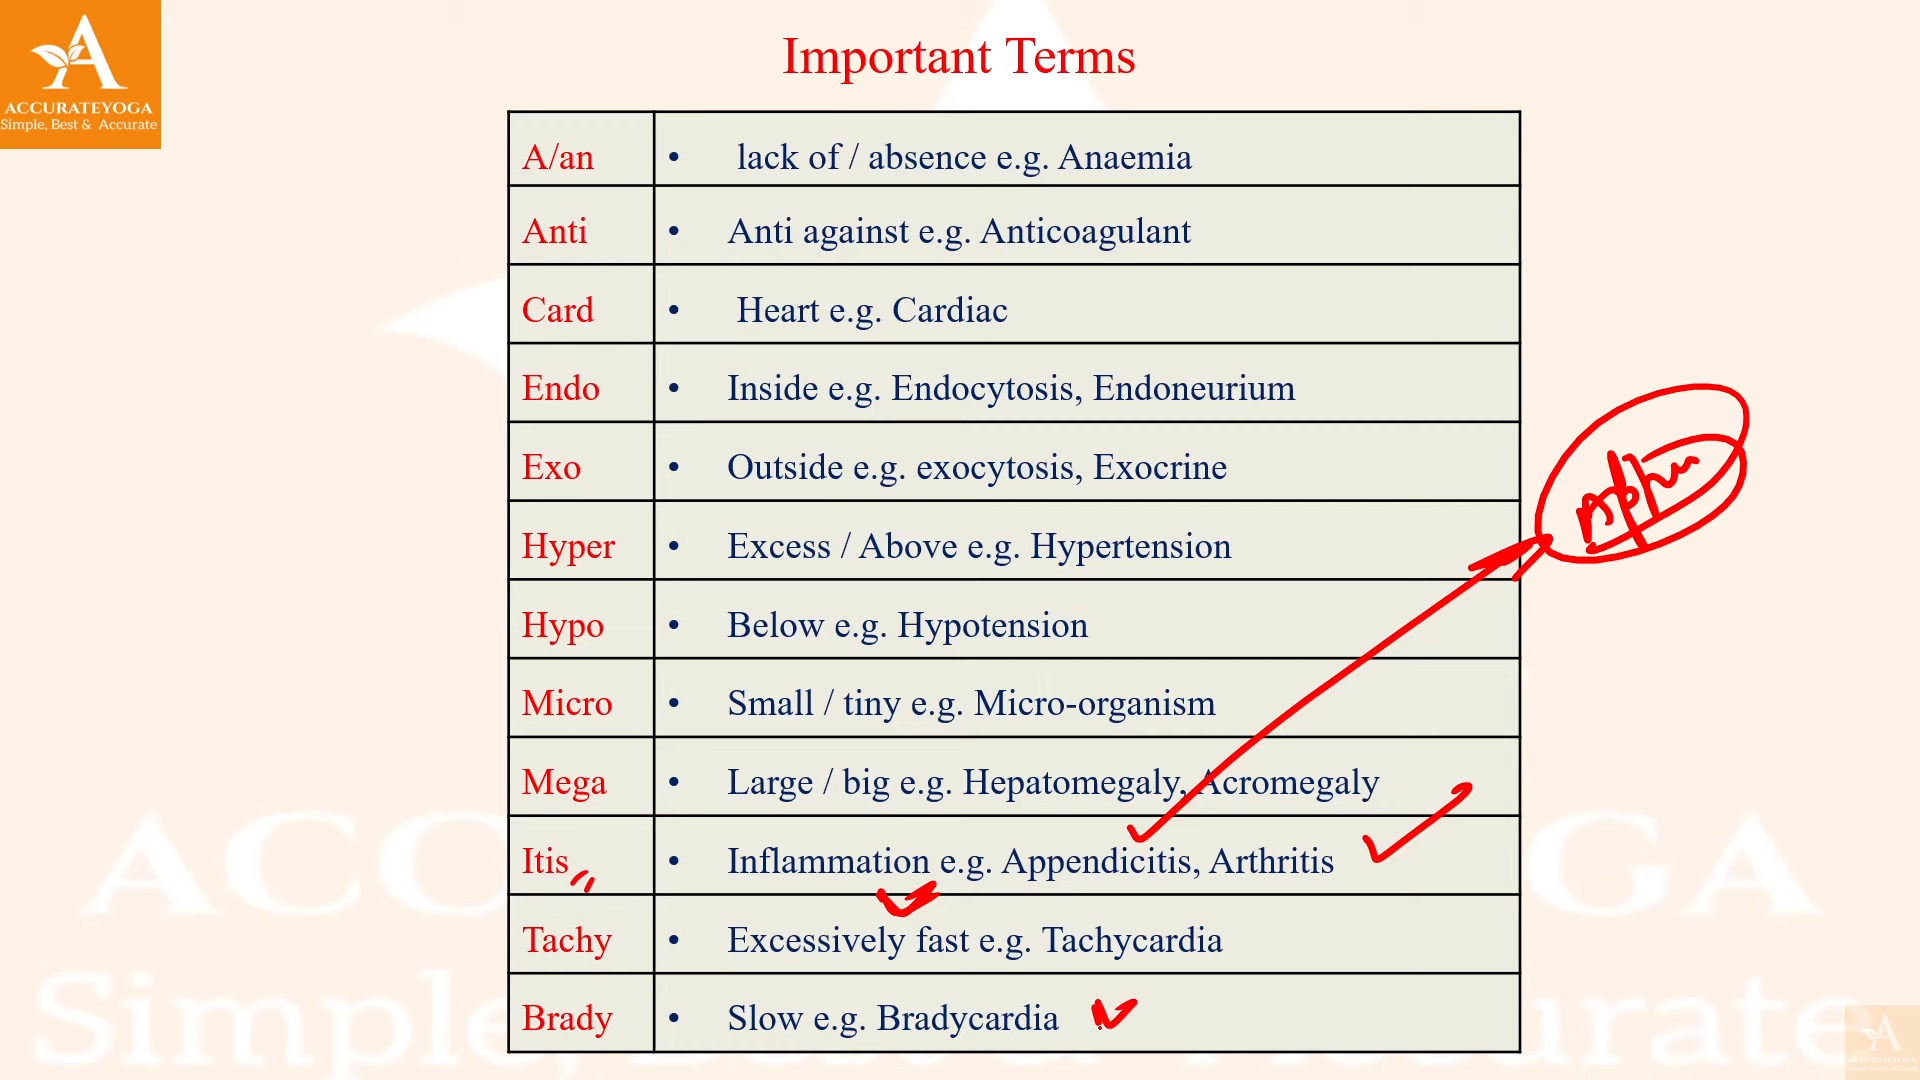 ACCURATEYOGA
Simple, Best & Accurate
Important Terms
A/an • lack of / absence e.g. Anaemia
Anti • Anti against e.g. Anticoagulant
Card • Heart e.g. Cardiac
Endo • Inside e.g. Endocytosis, Endoneurium
Exo • Outside e.g. exocytosis, Exocrine
Hyper • Excess / Above e.g. Hypertension
Hypo • Below e.g. Hypotension
Micro • Small / tiny e.g. Micro-organism
Mega • Large / big e.g. Hepatomegaly, Acromegaly
Itis • Inflammation e.g. Appendicitis, Arthritis
Tachy • Excessively fast e.g. Tachycardia
Brady • Slow e.g. Bradycardia